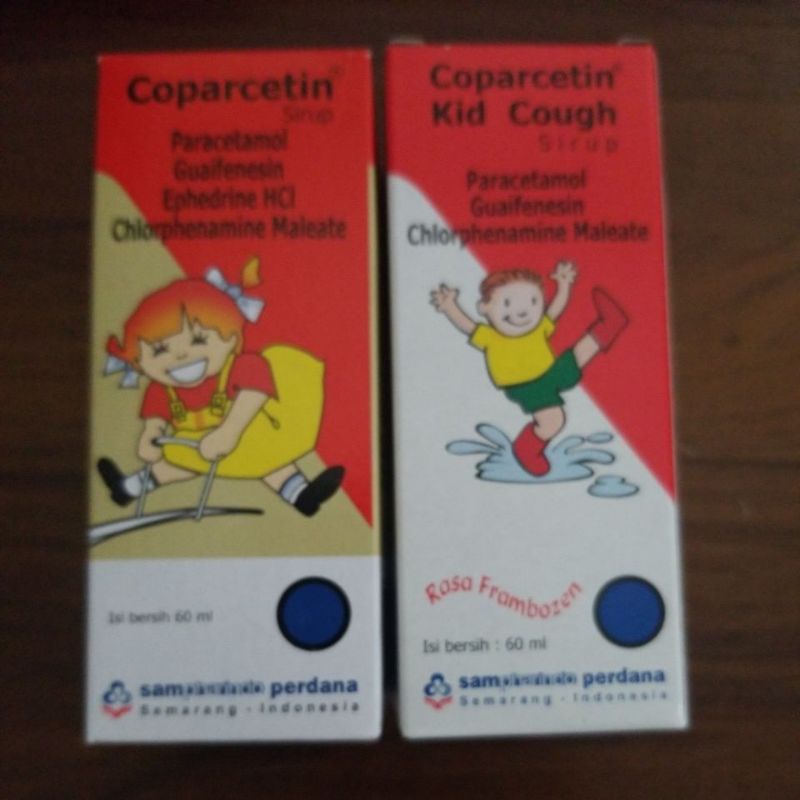 Coparcetin®
Sirup
Paracetamol
Guaifenesin
Ephedrine HCl
Chlorphenamine Maleate
Isi bersih 60 ml
perdana
Semarang - Indonesia
Coparcetin®
Kid Cough
Sirup
Paracetamol
Guaifenesin
Chlorphenamine Maleate
Rasa Frambozen
Isi bersih : 60 ml
perdana
Semarang - Indonesia